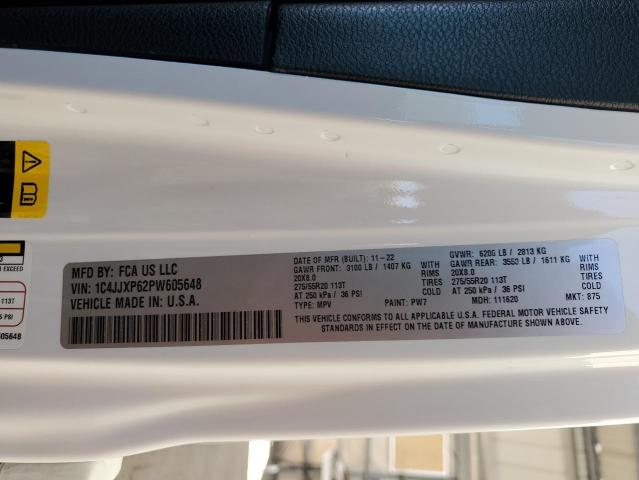 MFD BY: FCA US LLC
VIN: 1C4JJXP62PW605648
VEHICLE MADE IN U.S.A.
DATE OF MFR (BUILT): 11-22
GAWR FRONT: 3100 LB / 1407 KG WITH
20X8.0 RIMS
275/55R20 113T TIRES
AT 250 kPa / 36 PSI COLD
TYPE: MPV
PAINT: PW7
GVWR: 6200 LB / 2813 KG
GAWR REAR: 3550 LB / 1611 KG WITH
20X8.0 RIMS
275/55R20 113T TIRES
AT 250 kPa / 36 PSI COLD
MDH: 111620
MKT: 875
THIS VEHICLE CONFORMS TO ALL APPLICABLE U.S.A. FEDERAL MOTOR VEHICLE SAFETY
STANDARDS IN EFFECT ON THE DATE OF MANUFACTURE SHOWN ABOVE.
EXCEED
113T
PSI
605648